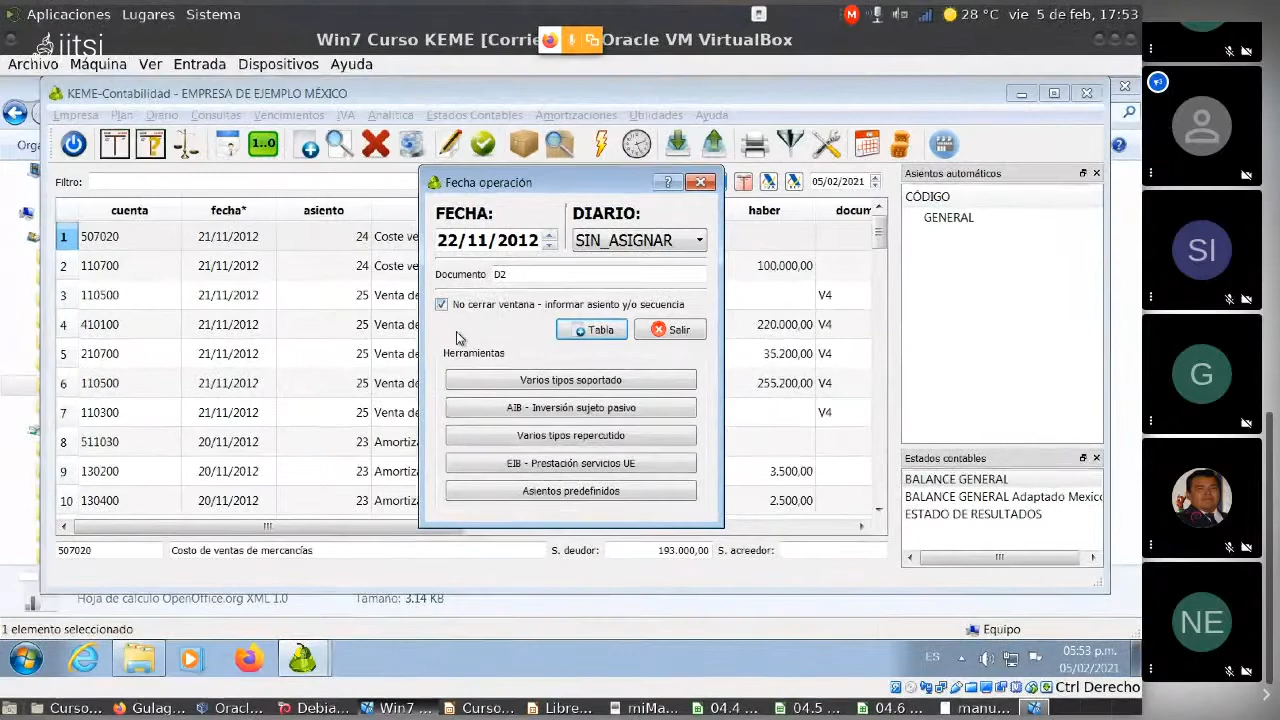 Aplicaciones Lugares Sistema
28 °C vie 5 de feb, 17:53
Win7 Curso KEME [Corrie
Oracle VM VirtualBox
jitsi
Archivo Máquina Ver Entrada Dispositivos Ayuda
KEME-Contabilidad - EMPRESA DE EJEMPLO MÉXICO
Empresa Plan Diario Consultas Vencimientos IVA Analítica Estados Contables Amortizaciones Utilidades Ayuda
Orga
1..0
Filtro:
05/02/2021
cuenta fecha* asiento haber docum
1 507020 21/11/2012 24 Coste ve
2 110700 21/11/2012 24 Coste ve 100.000,00
3 110500 21/11/2012 25 Venta de V4
4 410100 21/11/2012 25 Venta de 220.000,00 V4
5 210700 21/11/2012 25 Venta de 35.200,00 V4
6 110500 21/11/2012 25 Venta de 255.200,00 V4
7 110300 21/11/2012 25 Venta de V4
8 511030 20/11/2012 23 Amortiza
9 130200 20/11/2012 23 Amortiza 3.500,00
10 130400 20/11/2012 23 Amortiza 2.500,00
507020 Costo de ventas de mercancías S. deudor: 193.000,00 S. acreedor:
Fecha operación
FECHA: DIARIO:
22/11/2012 SIN_ASIGNAR
Documento D2
No cerrar ventana - informar asiento y/o secuencia
Tabla Salir
Herramientas
Varios tipos soportado
AIB - Inversión sujeto pasivo
Varios tipos repercutido
EIB - Prestación servicios UE
Asientos predefinidos
Asientos automáticos
CÓDIGO
GENERAL
Estados contables
BALANCE GENERAL
BALANCE GENERAL Adaptado Mexico
ESTADO DE RESULTADOS
Hoja de cálculo OpenOffice.org XML 1.0 Tamaño: 3.14 KB
1 elemento seleccionado Equipo
ES 05:53 p.m.
05/02/2021
Ctrl Derecho
Curso... Gulag... Oracl... Debia... Win7 ... Curso... Libre... miMa... 04.4 ... 04.5 ... 04.6 ... manu...
SI
G
NE